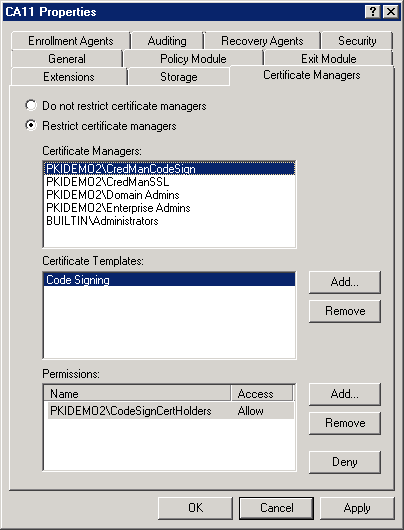 CA11 Properties
Enrollment Agents Auditing Recovery Agents Security
General Policy Module Exit Module
Extensions Storage Certificate Managers
Do not restrict certificate managers
Restrict certificate managers
Certificate Managers:
PKIDEMO2\CredManCodeSign
PKIDEMO2\CredManSSL
PKIDEMO2\Domain Admins
PKIDEMO2\Enterprise Admins
BUILTIN\Administrators
Certificate Templates:
Code Signing
Add...
Remove
Permissions:
Name Access
PKIDEMO2\CodeSignCertHolders Allow
Add...
Remove
Deny
OK Cancel Apply